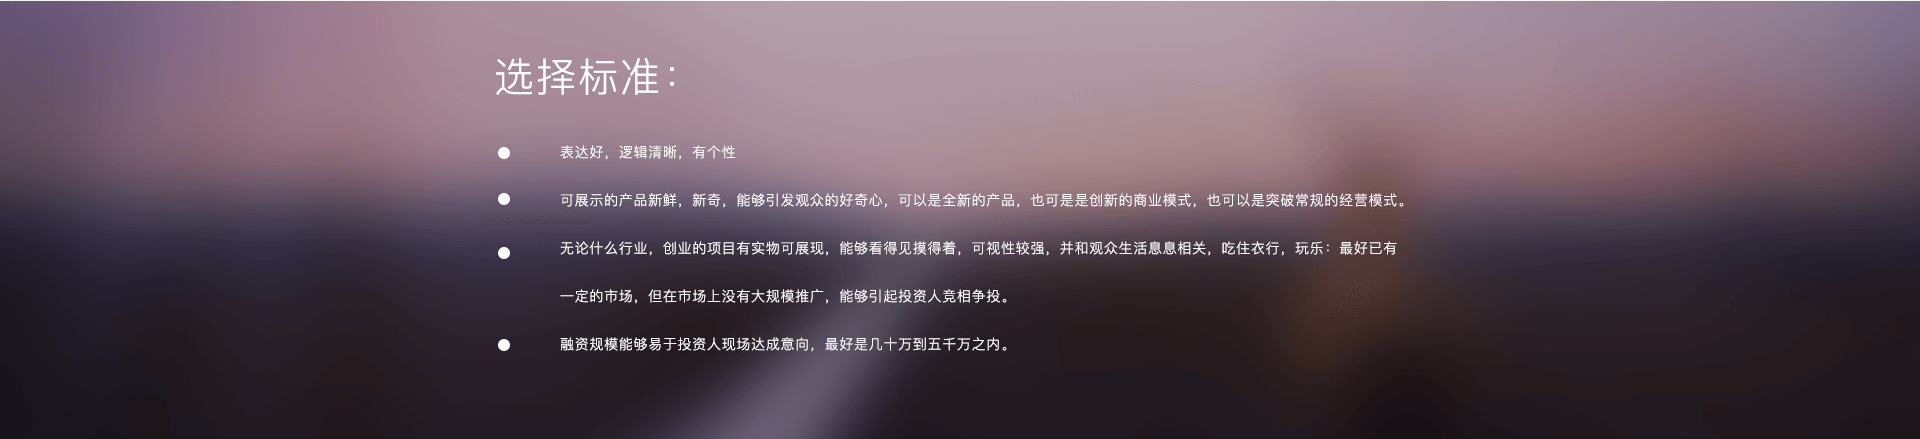 选择标准：
表达好，逻辑清晰，有个性
可展示的产品新鲜，新奇，能够引发观众的好奇心，可以是全新的产品，也可是是创新的商业模式，也可以是突破常规的经营模式。
无论什么行业，创业的项目有实物可展现，能够看得见摸得着，可视性较强，并和观众生活息息相关，吃住衣行，玩乐：最好已有
一定的市场，但在市场上没有大规模推广，能够引起投资人竞相争投。
融资规模能够易于投资人现场达成意向，最好是几十万到五千万之内。